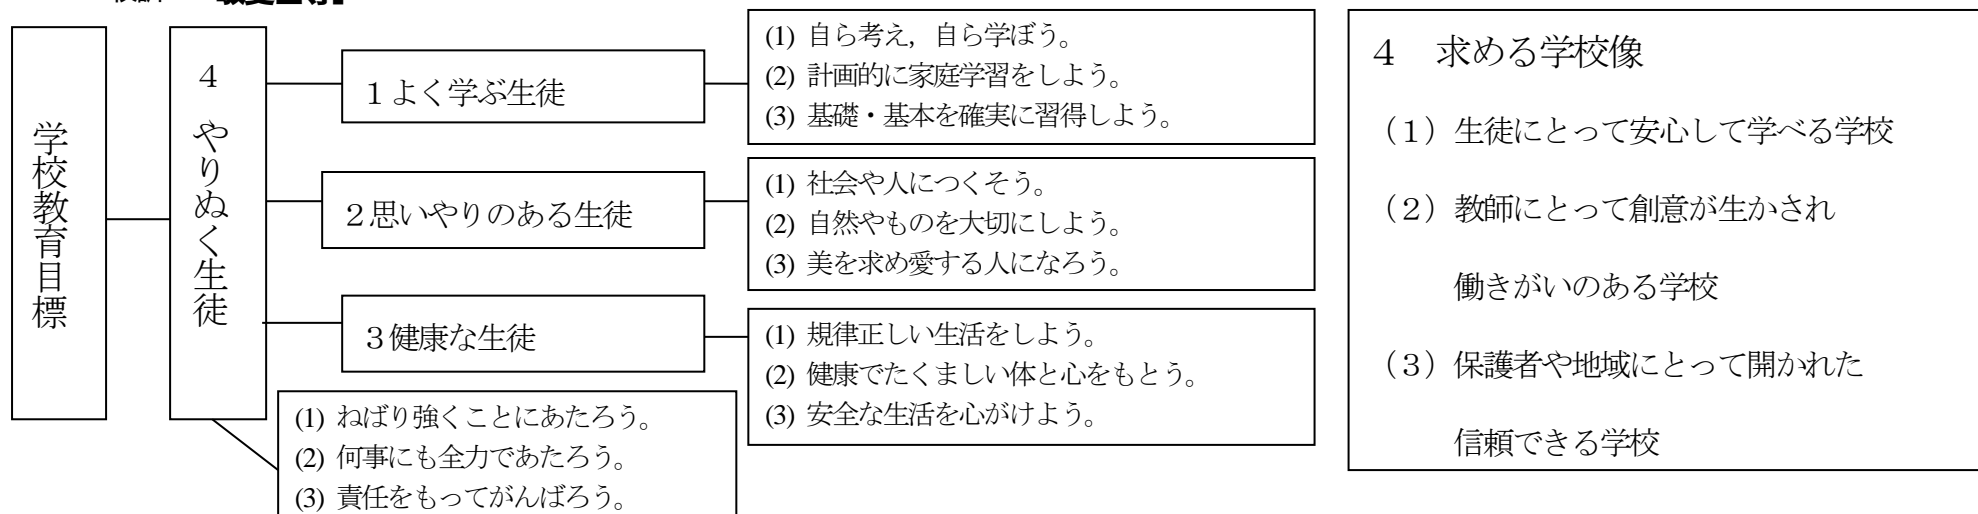 学校教育目標
4 やりぬく生徒
1よく学ぶ生徒
(1) 自ら考え，自ら学ぼう。
(2) 計画的に家庭学習をしよう。
(3) 基礎・基本を確実に習得しよう。
2思いやりのある生徒
(1) 社会や人につくそう。
(2) 自然やものを大切にしよう。
(3) 美を求め愛する人になろう。
3健康な生徒
(1) 規律正しい生活をしよう。
(2) 健康でたくましい体と心をもとう。
(3) 安全な生活を心がけよう。
(1) ねばり強くことにあたろう。
(2) 何事にも全力であたろう。
(3) 責任をもってがんばろう。
４　求める学校像
（１）生徒にとって安心して学べる学校
（２）教師にとって創意が生かされ
働きがいのある学校
（３）保護者や地域にとって開かれた
信頼できる学校